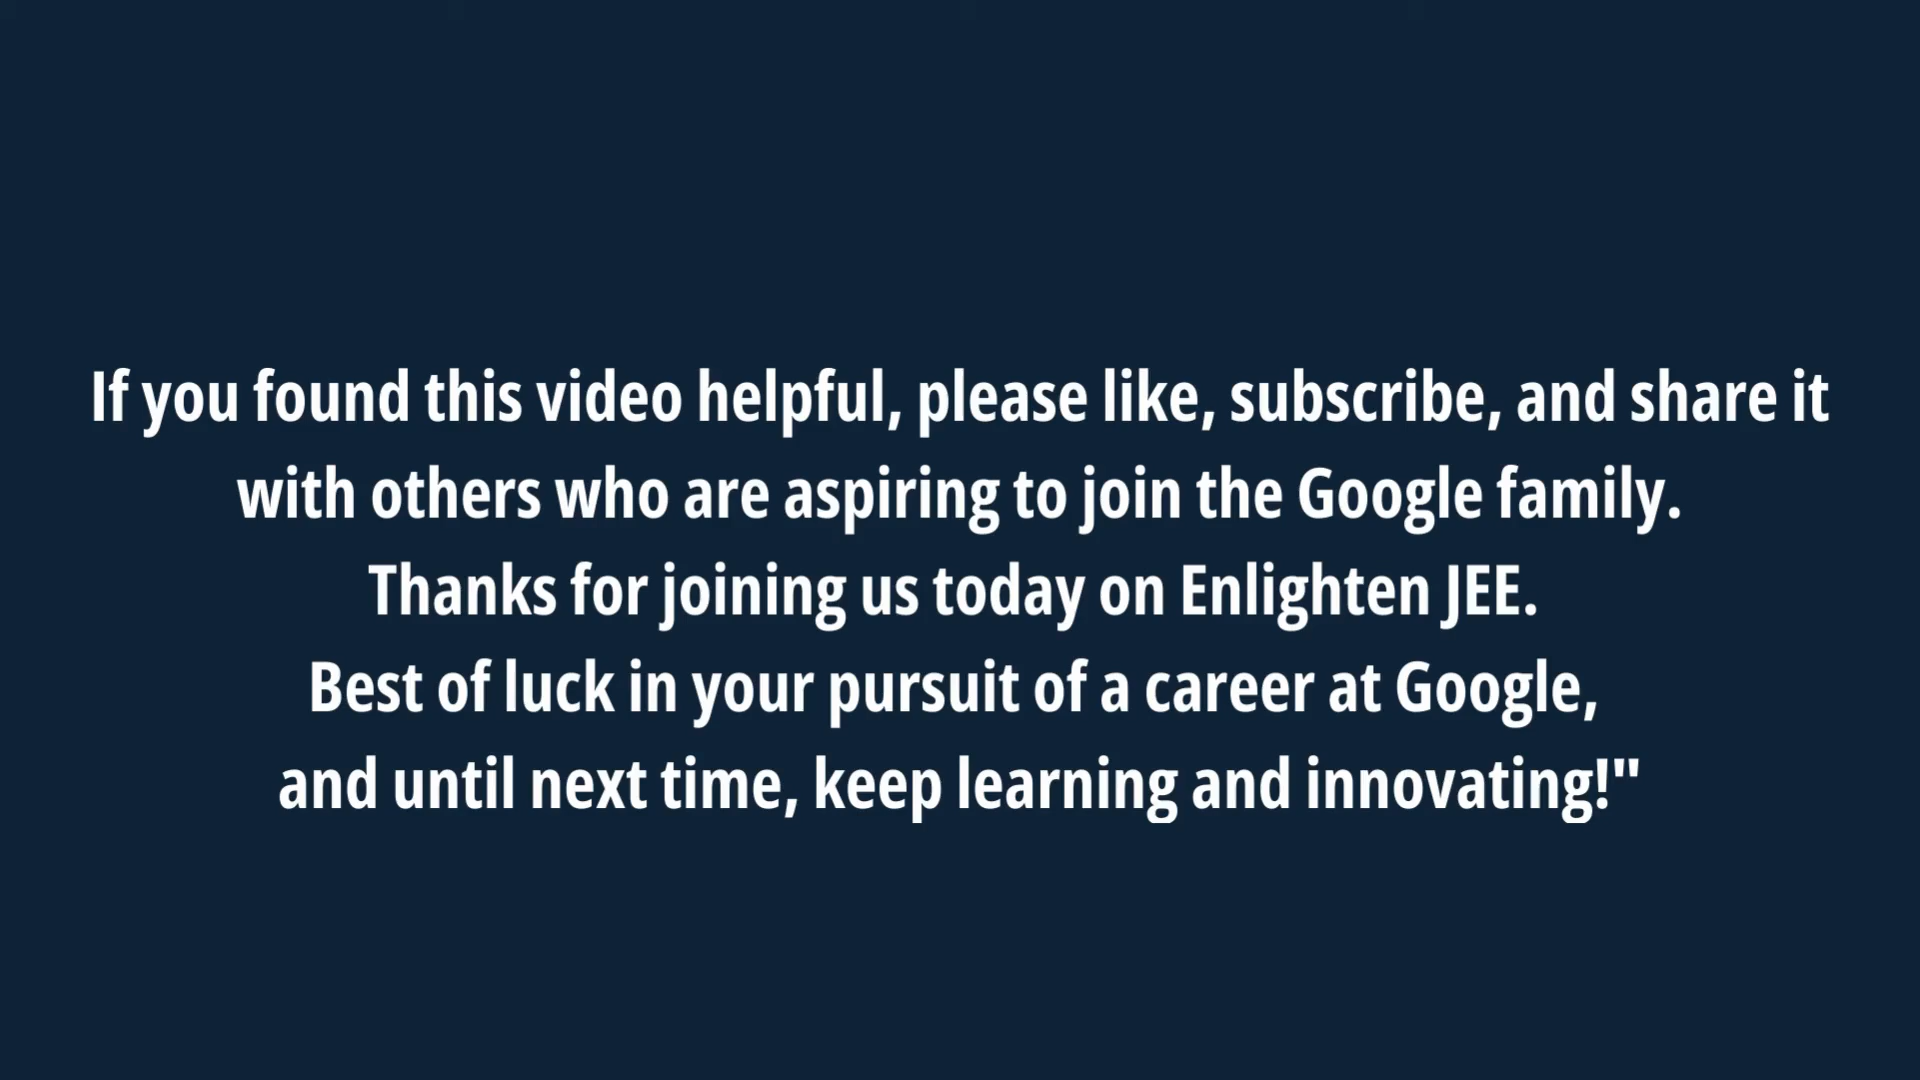 If you found this video helpful, please like, subscribe, and share it
with others who are aspiring to join the Google family.
Thanks for joining us today on Enlighten JEE.
Best of luck in your pursuit of a career at Google,
and until next time, keep learning and innovating!"